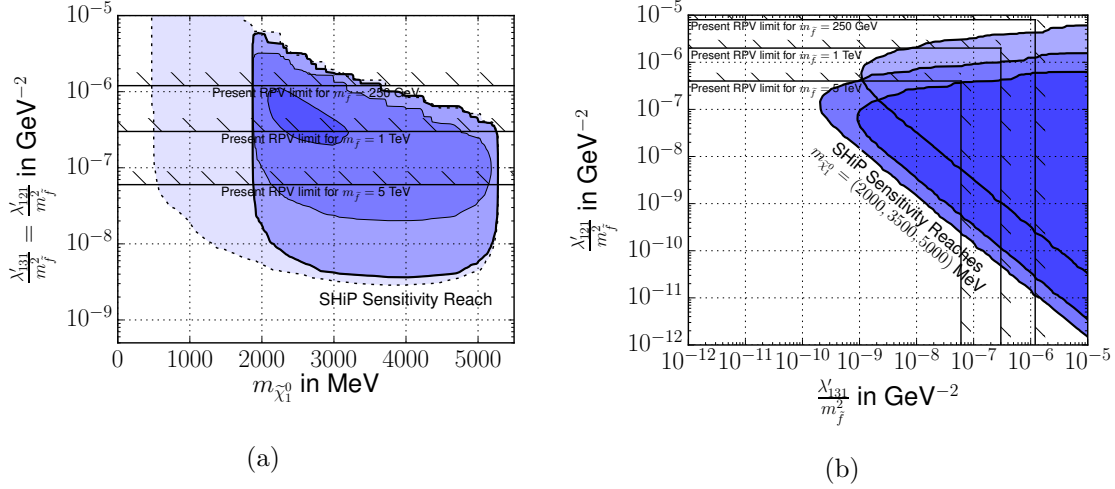 10⁻⁵
10⁻⁶
10⁻⁷
10⁻⁸
10⁻⁹
λ′₁₃₁/m²_f̃ = λ′₁₂₁/m²_f̃ in GeV⁻²
Present RPV limit for m_f̃ = 250 GeV
Present RPV limit for m_f̃ = 1 TeV
Present RPV limit for m_f̃ = 5 TeV
SHiP Sensitivity Reach
0 1000 2000 3000 4000 5000
m_χ̃⁰₁ in MeV
(a)
10⁻⁵
10⁻⁶
10⁻⁷
10⁻⁸
10⁻⁹
10⁻¹⁰
10⁻¹¹
10⁻¹²
λ′₁₂₁/m²_f̃ in GeV⁻²
Present RPV limit for m_f̃ = 250 GeV
Present RPV limit for m_f̃ = 1 TeV
Present RPV limit for m_f̃ = 5 TeV
SHiP Sensitivity Reaches
m_χ̃⁰₁ = (2000, 3500, 5000) MeV
10⁻¹² 10⁻¹¹ 10⁻¹⁰ 10⁻⁹ 10⁻⁸ 10⁻⁷ 10⁻⁶ 10⁻⁵
λ′₁₃₁/m²_f̃ in GeV⁻²
(b)